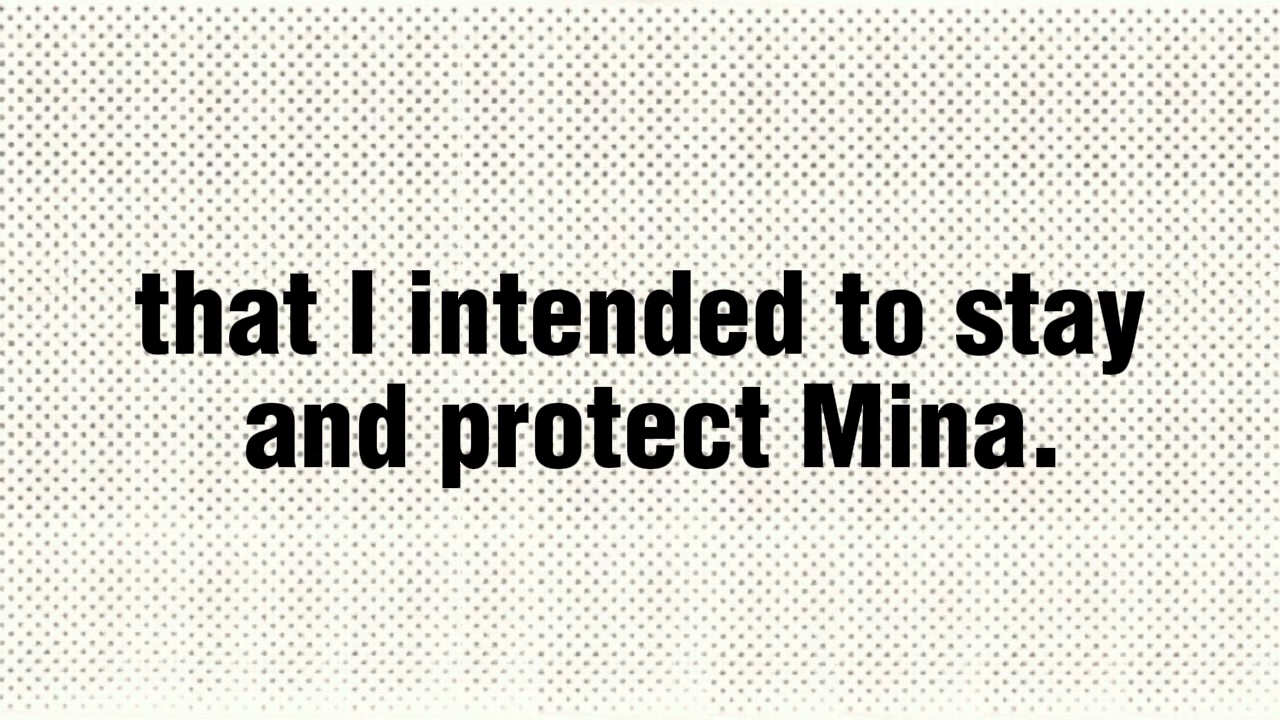 that I intended to stay
and protect Mina.